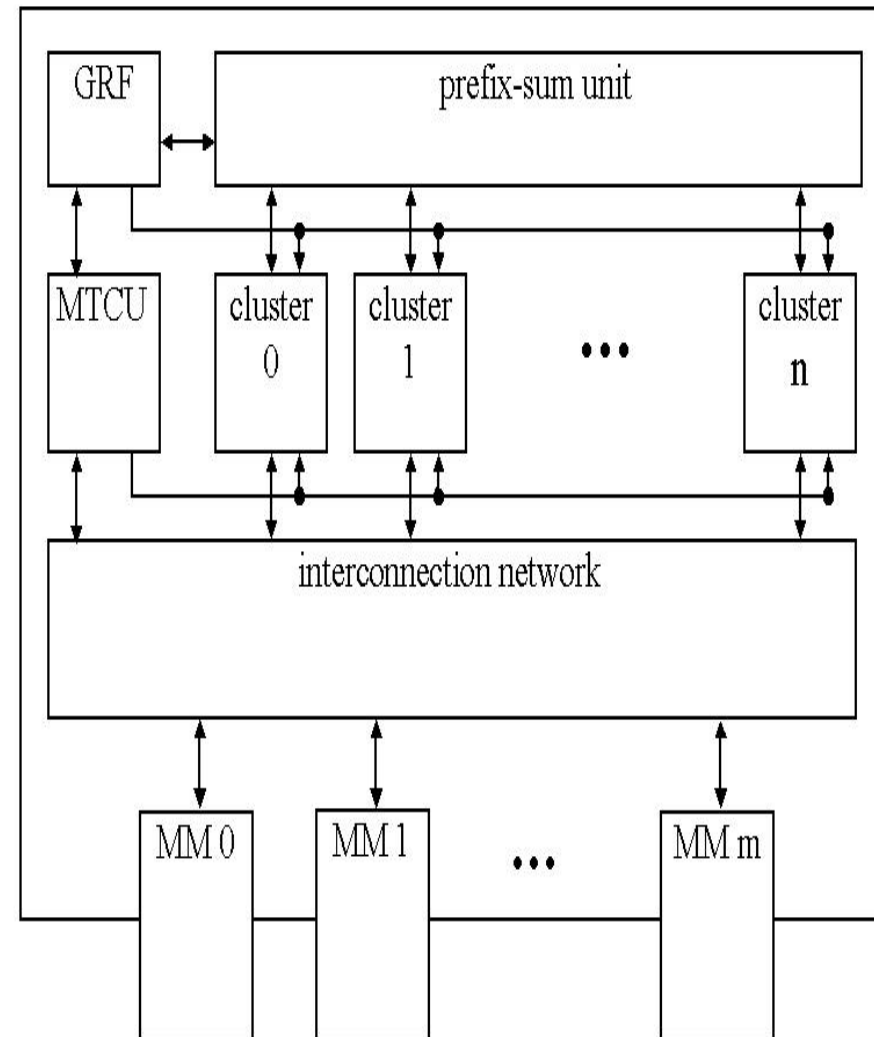 GRF
prefix-sum unit
MTCU
cluster
0
cluster
1
•••
cluster
n
interconnection network
MM 0
MM 1
•••
MM m